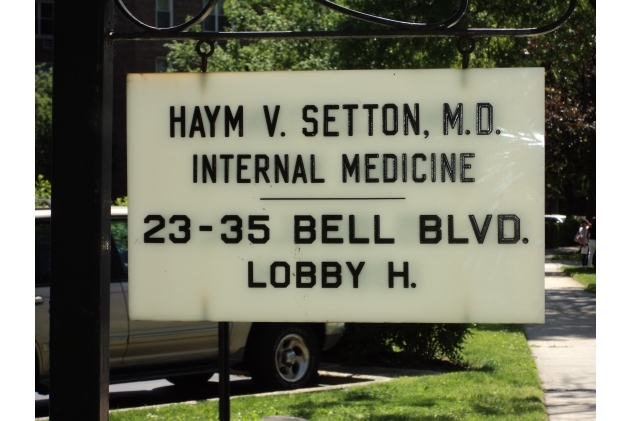 HAYM V. SETTON, M.D.
INTERNAL MEDICINE
23-35 BELL BLVD.
LOBBY H.